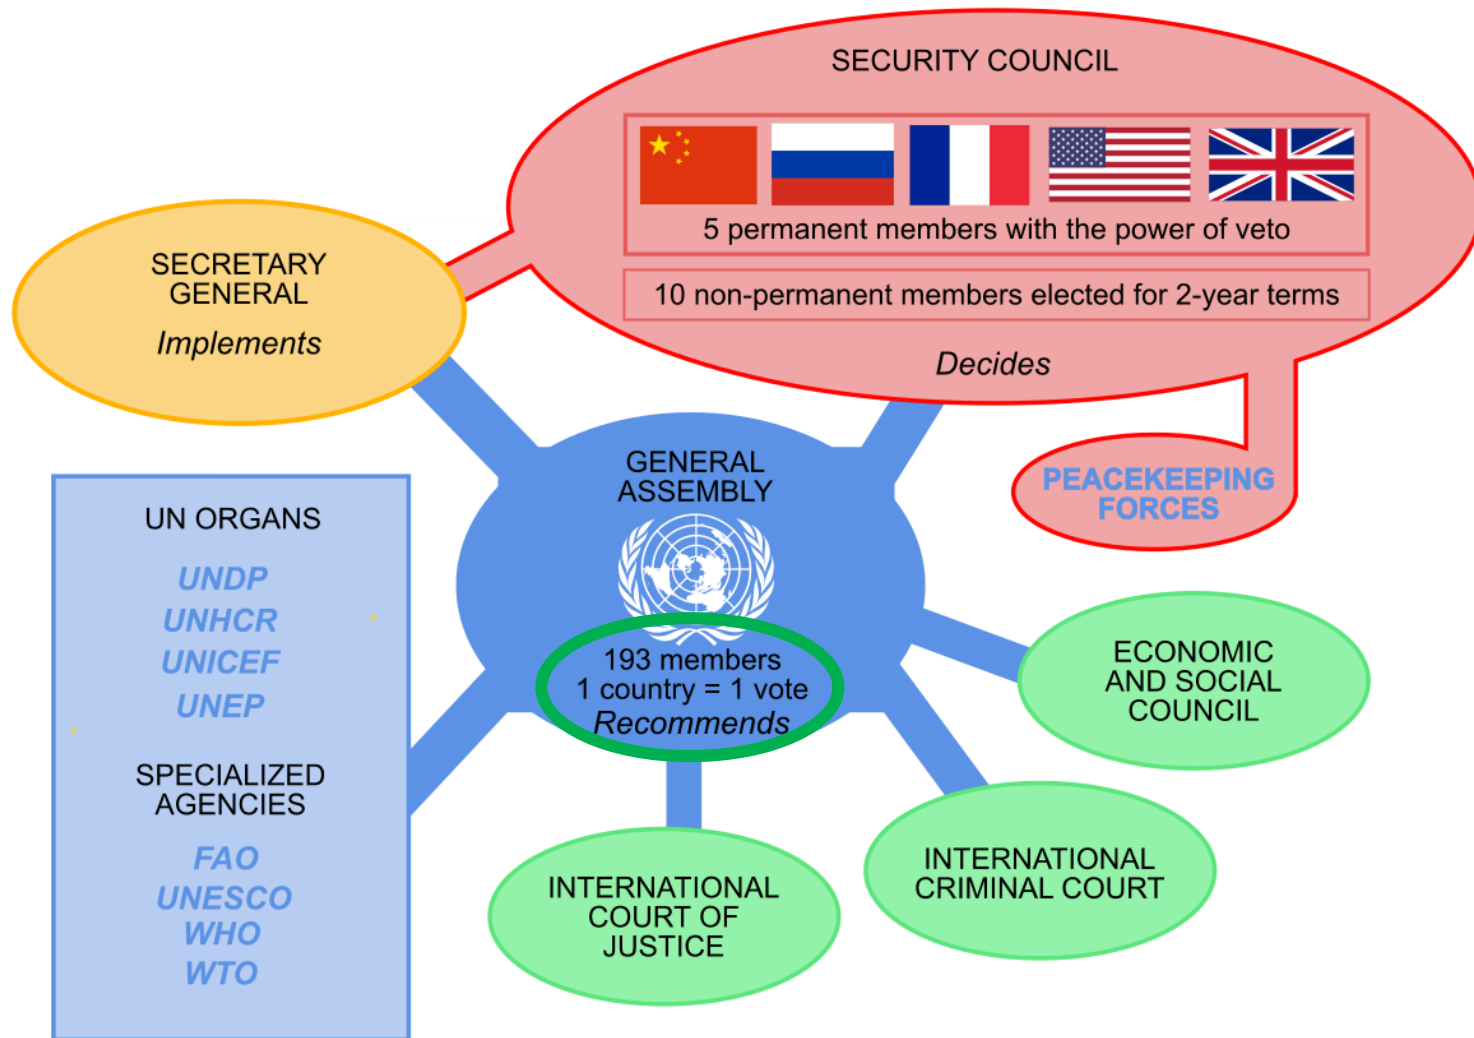 SECURITY COUNCIL
5 permanent members with the power of veto
10 non-permanent members elected for 2-year terms
Decides
SECRETARY
GENERAL
Implements
PEACEKEEPING
FORCES
GENERAL
ASSEMBLY
193 members
1 country = 1 vote
Recommends
UN ORGANS
UNDP
UNHCR
UNICEF
UNEP
SPECIALIZED
AGENCIES
FAO
UNESCO
WHO
WTO
ECONOMIC
AND SOCIAL
COUNCIL
INTERNATIONAL
CRIMINAL COURT
INTERNATIONAL
COURT OF
JUSTICE